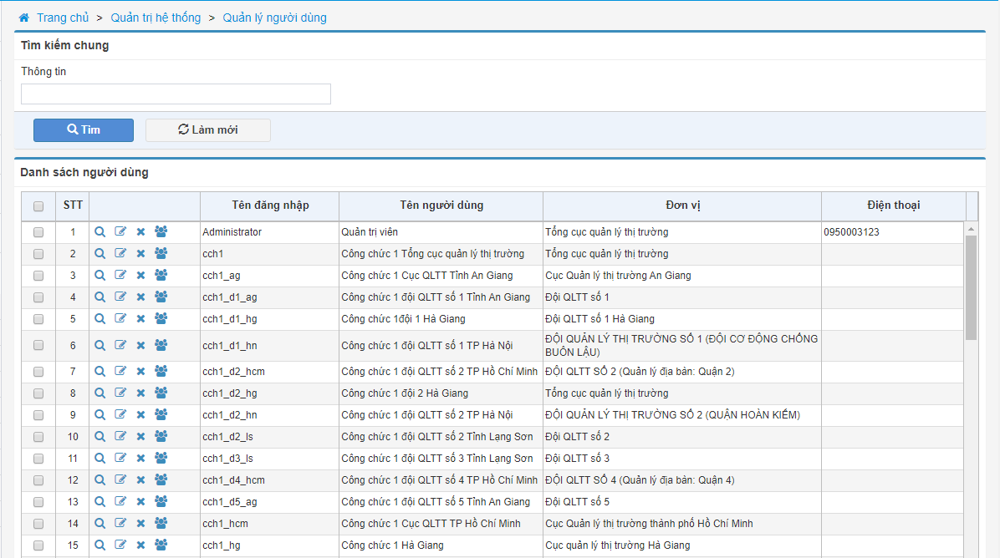 Trang chủ > Quản trị hệ thống > Quản lý người dùng
Tìm kiếm chung
Thông tin
Tìm Làm mới
Danh sách người dùng
STT Tên đăng nhập Tên người dùng Đơn vị Điện thoại
1 Administrator Quản trị viên Tổng cục quản lý thị trường 0950003123
2 cch1 Công chức 1 Tổng cục quản lý thị trường Tổng cục quản lý thị trường
3 cch1_ag Công chức 1 Cục QLTT Tỉnh An Giang Cục Quản lý thị trường An Giang
4 cch1_d1_ag Công chức 1 đội QLTT số 1 Tỉnh An Giang Đội QLTT số 1
5 cch1_d1_hg Công chức 1đội 1 Hà Giang Đội QLTT số 1 Hà Giang
6 cch1_d1_hn Công chức 1 đội QLTT số 1 TP Hà Nội ĐỘI QUẢN LÝ THỊ TRƯỜNG SỐ 1 (ĐỘI CƠ ĐỘNG CHỐNG
BUÔN LẬU)
7 cch1_d2_hcm Công chức 1 đội QLTT số 2 TP Hồ Chí Minh ĐỘI QLTT SỐ 2 (Quản lý địa bàn: Quận 2)
8 cch1_d2_hg Công chức 1 đội 2 Hà Giang Tổng cục quản lý thị trường
9 cch1_d2_hn Công chức 1 đội QLTT số 2 TP Hà Nội ĐỘI QUẢN LÝ THỊ TRƯỜNG SỐ 2 (QUẬN HOÀN KIẾM)
10 cch1_d2_ls Công chức 1 đội QLTT số 2 Tỉnh Lạng Sơn Đội QLTT số 2
11 cch1_d3_ls Công chức 1 đội QLTT số 3 Tỉnh Lạng Sơn Đội QLTT số 3
12 cch1_d4_hcm Công chức 1 đội QLTT số 4 TP Hồ Chí Minh ĐỘI QLTT SỐ 4 (Quản lý địa bàn: Quận 4)
13 cch1_d5_ag Công chức 1 đội QLTT số 5 Tỉnh An Giang Đội QLTT số 5
14 cch1_hcm Công chức 1 Cục QLTT TP Hồ Chí Minh Cục Quản lý thị trường thành phố Hồ Chí Minh
15 cch1_hg Công chức 1 Hà Giang Cục quản lý thị trường Hà Giang